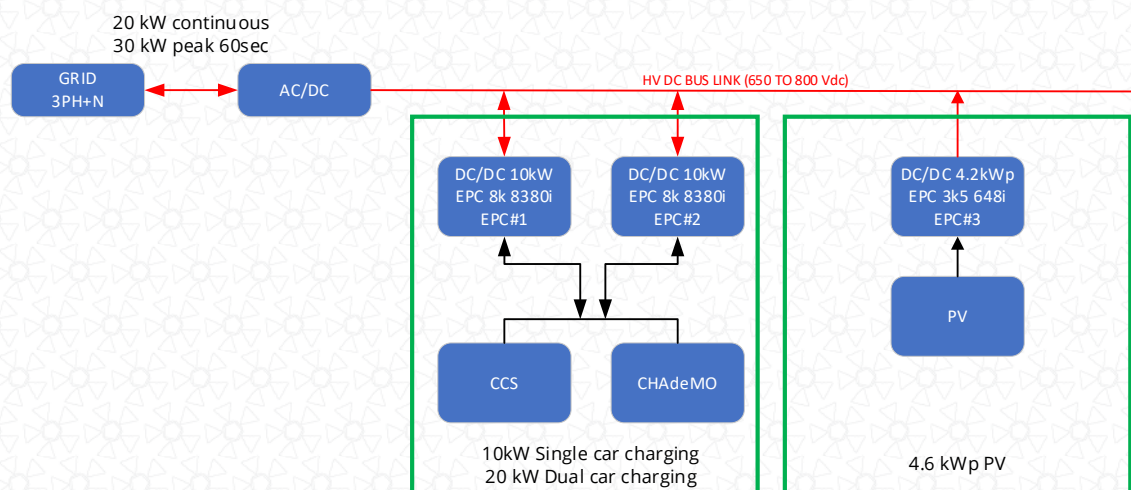 20 kW continuous
30 kW peak 60sec
GRID
3PH+N
AC/DC
HV DC BUS LINK (650 TO 800 Vdc)
DC/DC 10kW
EPC 8k 8380i
EPC#1
DC/DC 10kW
EPC 8k 8380i
EPC#2
DC/DC 4.2kWp
EPC 3k5 648i
EPC#3
PV
CCS
CHAdeMO
10kW Single car charging
20 kW Dual car charging
4.6 kWp PV